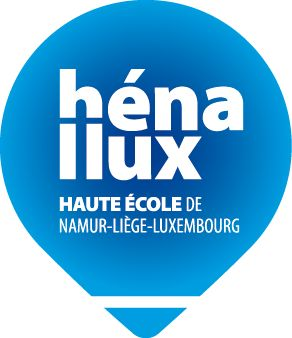 héna
llux
HAUTE ÉCOLE DE
NAMUR-LIÈGE-LUXEMBOURG